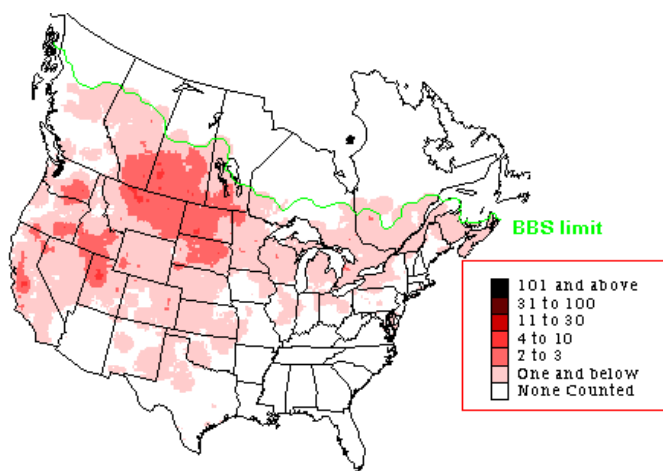 BBS limit
101 and above
31 to 100
11 to 30
4 to 10
2 to 3
One and below
None Counted